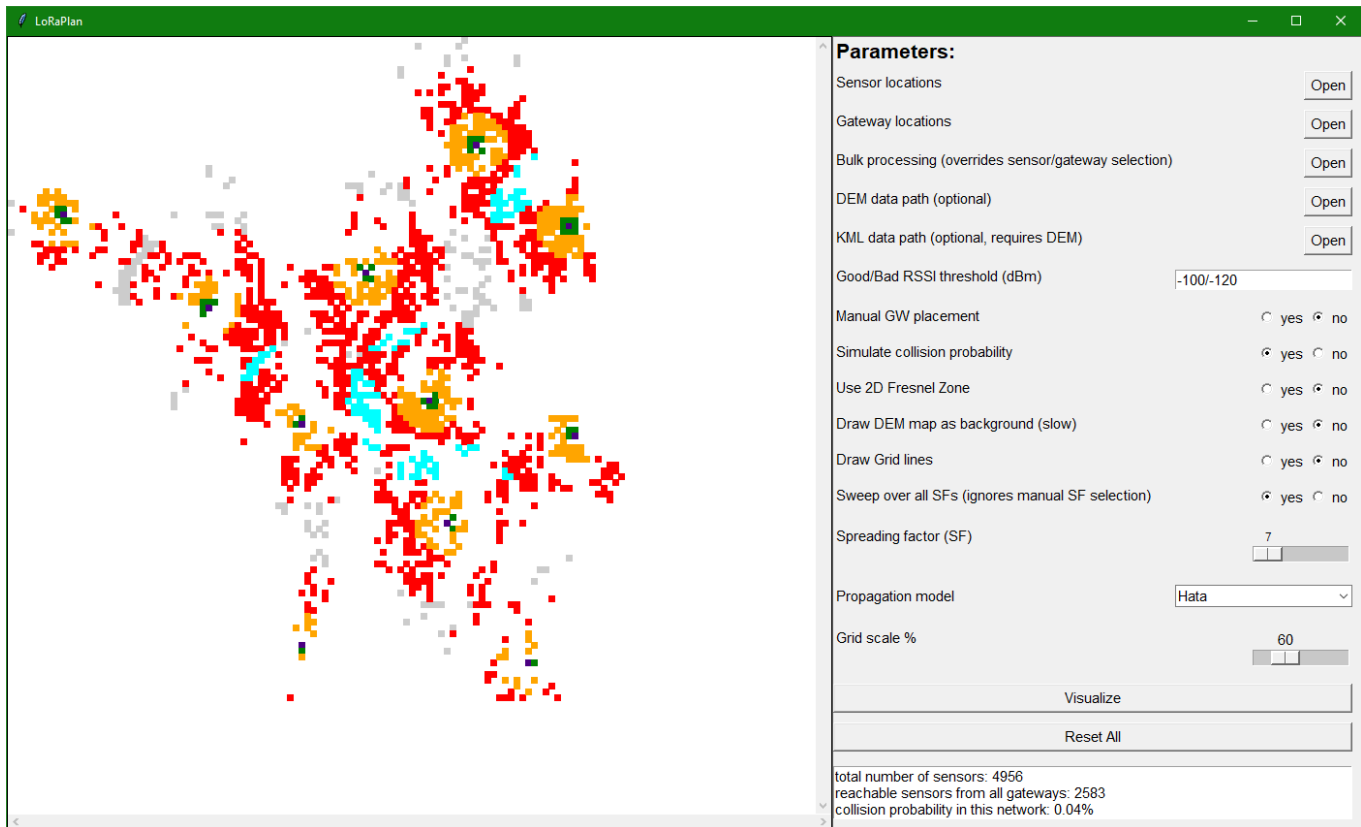 LoRaPlan
Parameters:
Sensor locations Open
Gateway locations Open
Bulk processing (overrides sensor/gateway selection) Open
DEM data path (optional) Open
KML data path (optional, requires DEM) Open
Good/Bad RSSI threshold (dBm) -100/-120
Manual GW placement yes no
Simulate collision probability yes no
Use 2D Fresnel Zone yes no
Draw DEM map as background (slow) yes no
Draw Grid lines yes no
Sweep over all SFs (ignores manual SF selection) yes no
Spreading factor (SF) 7
Propagation model Hata
Grid scale % 60
Visualize
Reset All
total number of sensors: 4956
reachable sensors from all gateways: 2583
collision probability in this network: 0.04%